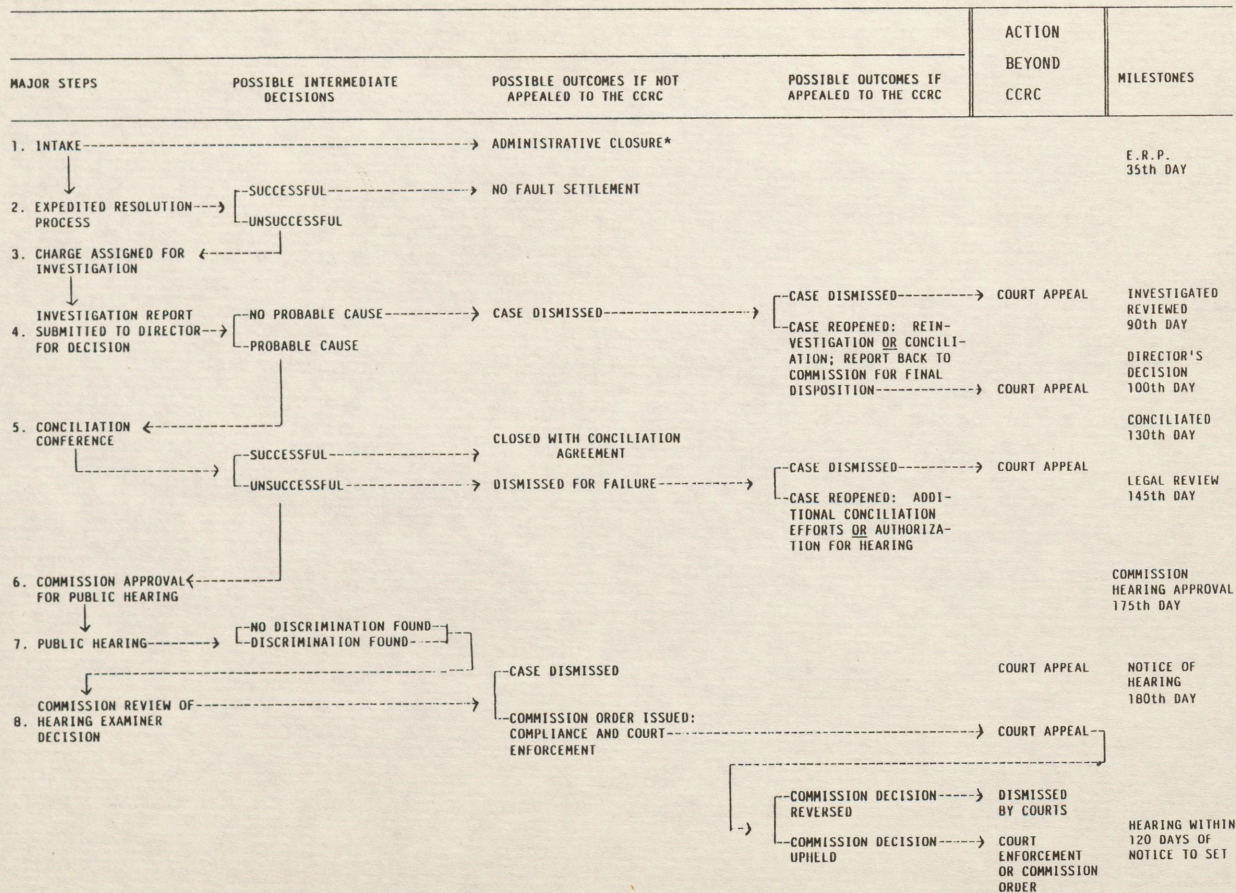 ACTION
BEYOND
CCRC
MAJOR STEPS
POSSIBLE INTERMEDIATE
DECISIONS
POSSIBLE OUTCOMES IF NOT
APPEALED TO THE CCRC
POSSIBLE OUTCOMES IF
APPEALED TO THE CCRC
MILESTONES
1. INTAKE
ADMINISTRATIVE CLOSURE*
E.R.P.
35th DAY
2. EXPEDITED RESOLUTION
PROCESS
SUCCESSFUL
UNSUCCESSFUL
NO FAULT SETTLEMENT
3. CHARGE ASSIGNED FOR
INVESTIGATION
INVESTIGATION REPORT
4. SUBMITTED TO DIRECTOR
FOR DECISION
NO PROBABLE CAUSE
PROBABLE CAUSE
CASE DISMISSED
CASE DISMISSED
COURT APPEAL
CASE REOPENED: REIN-
VESTIGATION OR CONCILI-
ATION; REPORT BACK TO
COMMISSION FOR FINAL
DISPOSITION
COURT APPEAL
INVESTIGATED
REVIEWED
90th DAY
DIRECTOR'S
DECISION
100th DAY
5. CONCILIATION
CONFERENCE
CONCILIATED
130th DAY
SUCCESSFUL
UNSUCCESSFUL
CLOSED WITH CONCILIATION
AGREEMENT
DISMISSED FOR FAILURE
CASE DISMISSED
COURT APPEAL
CASE REOPENED: ADDI-
TIONAL CONCILIATION
EFFORTS OR AUTHORIZA-
TION FOR HEARING
LEGAL REVIEW
145th DAY
6. COMMISSION APPROVAL
FOR PUBLIC HEARING
COMMISSION
HEARING APPROVAL
175th DAY
7. PUBLIC HEARING
NO DISCRIMINATION FOUND
DISCRIMINATION FOUND
COMMISSION REVIEW OF
8. HEARING EXAMINER
DECISION
CASE DISMISSED
COURT APPEAL
NOTICE OF
HEARING
180th DAY
COMMISSION ORDER ISSUED:
COMPLIANCE AND COURT
ENFORCEMENT
COURT APPEAL
COMMISSION DECISION
REVERSED
DISMISSED
BY COURTS
COMMISSION DECISION
UPHELD
COURT
ENFORCEMENT
OR COMMISSION
ORDER
HEARING WITHIN
120 DAYS OF
NOTICE TO SET